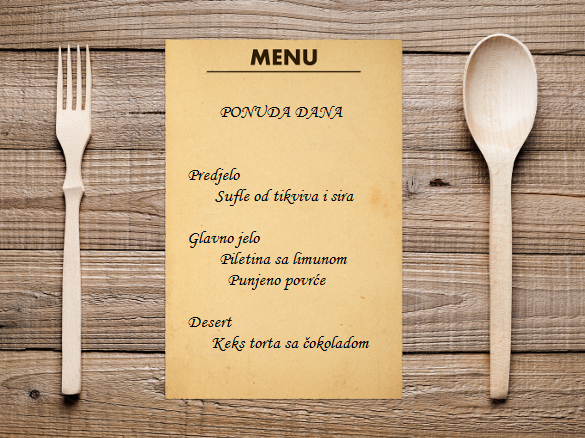 MENU
PONUDA DANA
Predjelo
Sufle od tikviva i sira
Glavno jelo
Piletina sa limunom
Punjeno povrće
Desert
Keks torta sa čokoladom